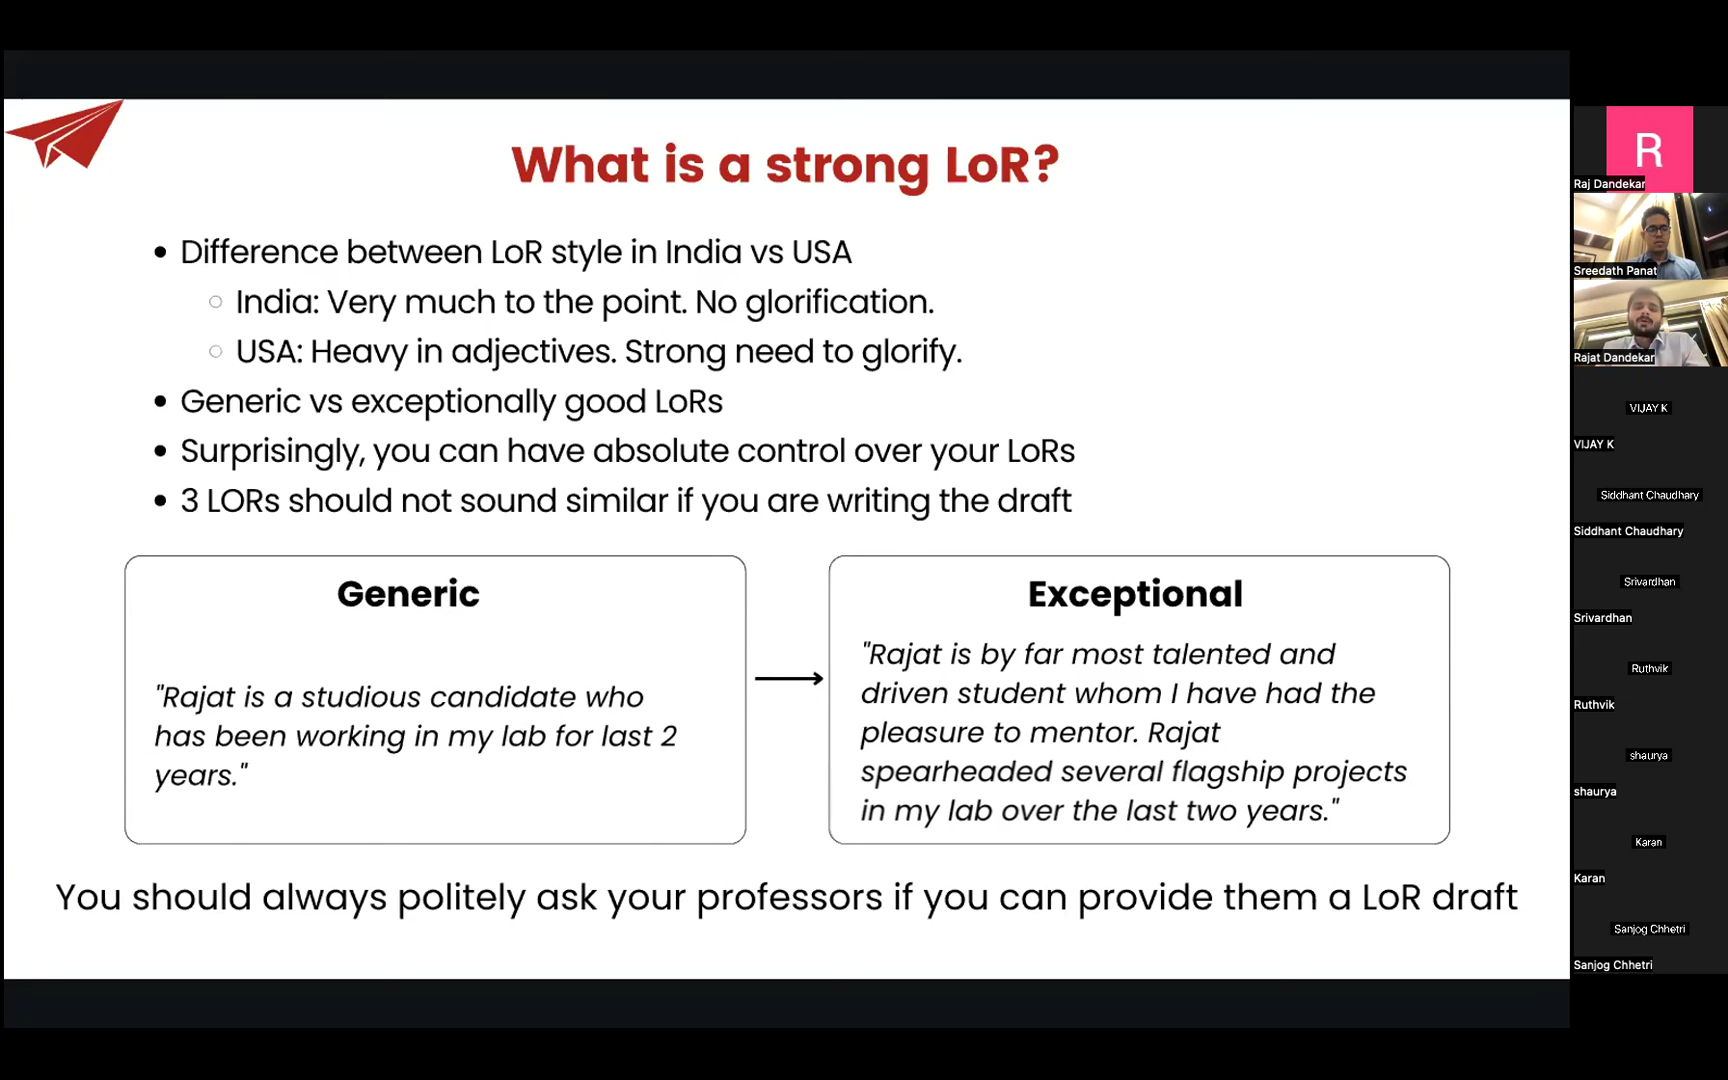 What is a strong LoR?
• Difference between LoR style in India vs USA
○ India: Very much to the point. No glorification.
○ USA: Heavy in adjectives. Strong need to glorify.
• Generic vs exceptionally good LoRs
• Surprisingly, you can have absolute control over your LoRs
• 3 LORs should not sound similar if you are writing the draft
Generic
"Rajat is a studious candidate who
has been working in my lab for last 2
years."
Exceptional
"Rajat is by far most talented and
driven student whom I have had the
pleasure to mentor. Rajat
spearheaded several flagship projects
in my lab over the last two years."
You should always politely ask your professors if you can provide them a LoR draft
R
Raj Dandekar
Sreedath Panat
Rajat Dandekar
VIJAY K
VIJAY K
Siddhant Chaudhary
Siddhant Chaudhary
Srivardhan
Srivardhan
Ruthvik
Ruthvik
shaurya
shaurya
Karan
Karan
Sanjog Chhetri
Sanjog Chhetri